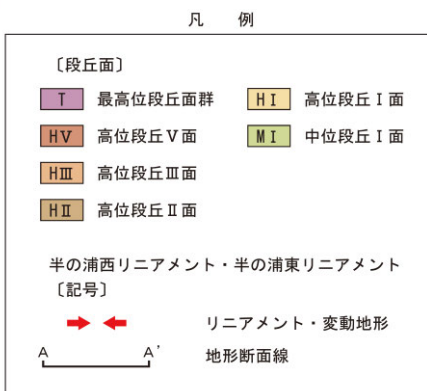 凡　例
〔段丘面〕
T 最高位段丘面群 HⅠ 高位段丘Ⅰ面
HⅤ 高位段丘Ⅴ面 MⅠ 中位段丘Ⅰ面
HⅢ 高位段丘Ⅲ面
HⅡ 高位段丘Ⅱ面
半の浦西リニアメント・半の浦東リニアメント
〔記号〕
リニアメント・変動地形
A A' 地形断面線